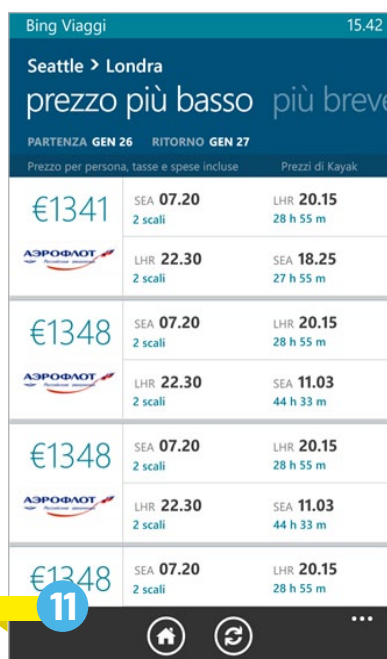 Bing Viaggi 15.42
Seattle > Londra
prezzo più basso più breve
PARTENZA GEN 26 RITORNO GEN 27
Prezzo per persona, tasse e spese incluse Prezzi di Kayak
€1341 SEA 07.20 LHR 20.15
2 scali 28 h 55 m
АЭРОФЛОТ
LHR 22.30 SEA 18.25
2 scali 27 h 55 m
€1348 SEA 07.20 LHR 20.15
2 scali 28 h 55 m
АЭРОФЛОТ
LHR 22.30 SEA 11.03
2 scali 44 h 33 m
€1348 SEA 07.20 LHR 20.15
2 scali 28 h 55 m
АЭРОФЛОТ
LHR 22.30 SEA 11.03
2 scali 44 h 33 m
€1348 SEA 07.20 LHR 20.15
2 scali 28 h 55 m
11